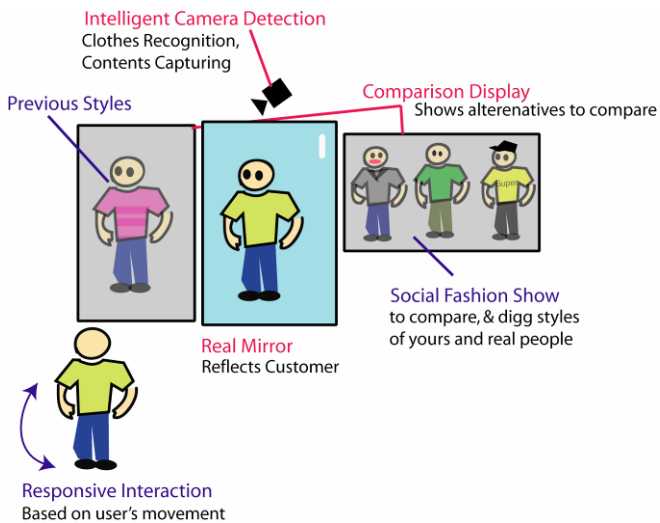 Intelligent Camera Detection
Clothes Recognition,
Contents Capturing
Previous Styles
Comparison Display
Shows alterenatives to compare
Super
Social Fashion Show
to compare, & digg styles
of yours and real people
Real Mirror
Reflects Customer
Responsive Interaction
Based on user's movement